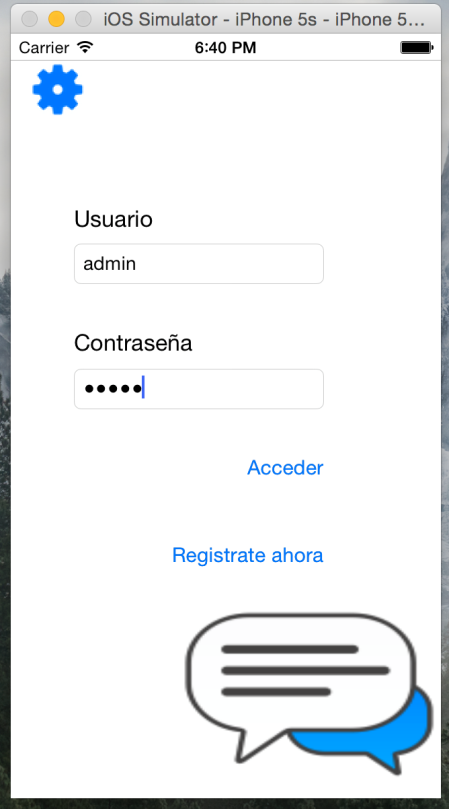 iOS Simulator - iPhone 5s - iPhone 5...
Carrier 6:40 PM
Usuario
admin
Contraseña
•••••
Acceder
Registrate ahora